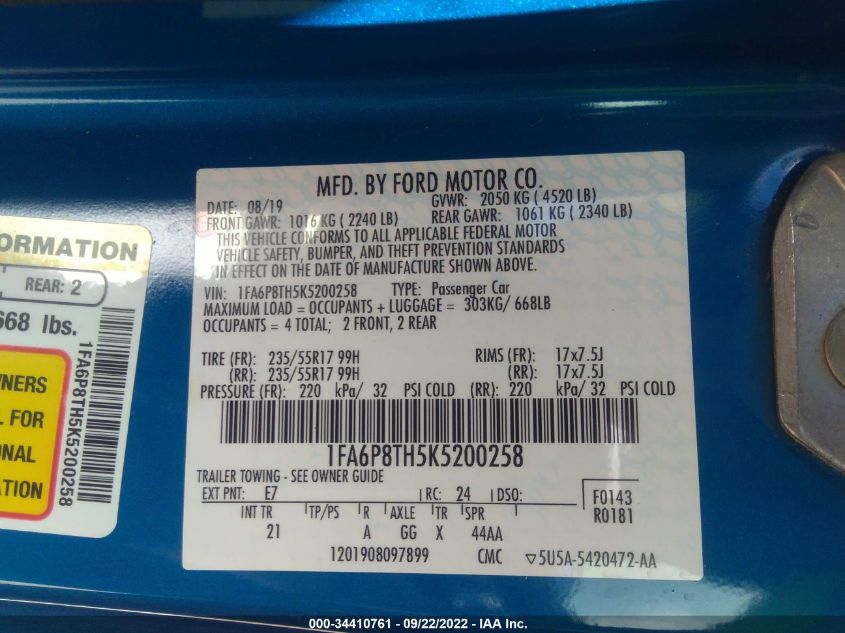 MFD. BY FORD MOTOR CO.
DATE: 08/19 GVWR: 2050 KG ( 4520 LB)
FRONT GAWR: 1016 KG ( 2240 LB) REAR GAWR: 1061 KG ( 2340 LB)
THIS VEHICLE CONFORMS TO ALL APPLICABLE FEDERAL MOTOR
VEHICLE SAFETY, BUMPER, AND THEFT PREVENTION STANDARDS
IN EFFECT ON THE DATE OF MANUFACTURE SHOWN ABOVE.
VIN: 1FA6P8TH5K5200258 TYPE: Passenger Car
MAXIMUM LOAD = OCCUPANTS + LUGGAGE = 303KG/ 668LB
OCCUPANTS = 4 TOTAL; 2 FRONT, 2 REAR
TIRE (FR): 235/55R17 99H RIMS (FR): 17x7.5J
(RR): 235/55R17 99H (RR): 17x7.5J
PRESSURE (FR): 220 kPa/ 32 PSI COLD (RR): 220 kPa/ 32 PSI COLD
1FA6P8TH5K5200258
TRAILER TOWING - SEE OWNER GUIDE
EXT PNT: E7 RC: 24 DSO: F0143
INT TR TP/PS R AXLE TR SPR R0181
21 A GG X 44AA
1201908097899 CMC ▽5U5A-5420472-AA
ORMATION
REAR: 2
668 lbs.
WNERS
L FOR
ONAL
ATION
1FA6P8TH5K5200258
000-34410761 - 09/22/2022 - IAA Inc.